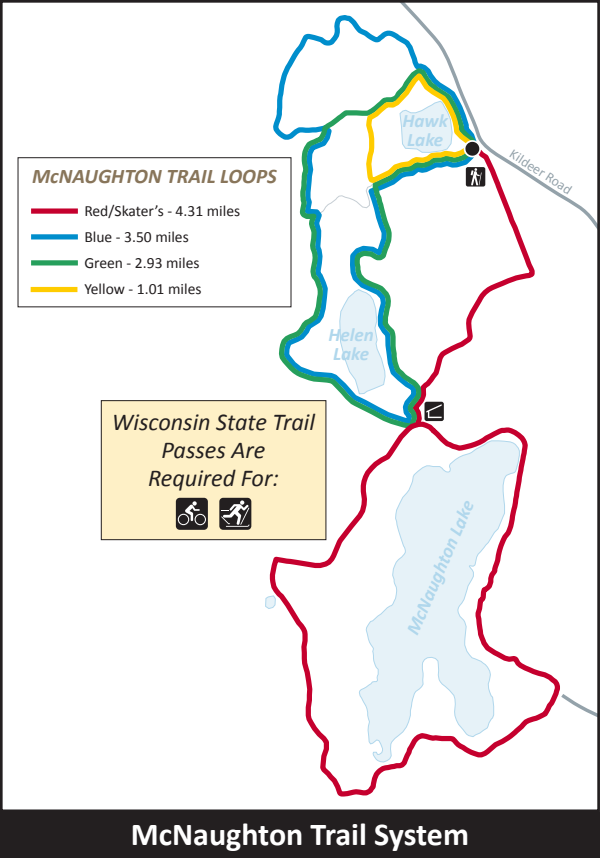 Hawk
Lake
Kildeer Road
McNAUGHTON TRAIL LOOPS
Red/Skater's - 4.31 miles
Blue - 3.50 miles
Green - 2.93 miles
Yellow - 1.01 miles
Helen
Lake
Wisconsin State Trail
Passes Are
Required For:
McNaughton Lake
McNaughton Trail System